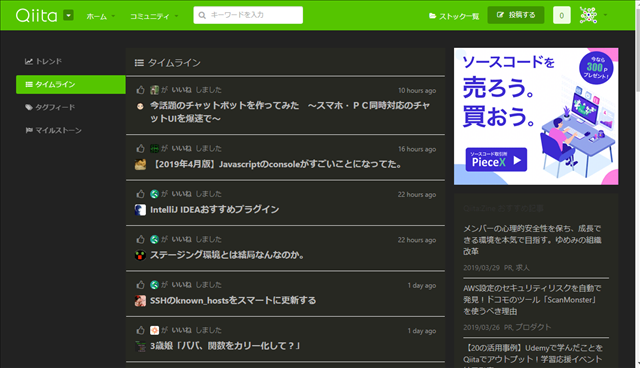 Qiita
ホーム
コミュニティ
キーワードを入力
ストック一覧
投稿する
0
トレンド
タイムライン
タグフィード
マイルストーン
タイムライン
が いいね しました
10 hours ago
今話題のチャットボットを作ってみた ～スマホ・PC同時対応のチャ
ットUIを爆速で～
が いいね しました
16 hours ago
【2019年4月版】Javascriptのconsoleがすごいことになってた。
が いいね しました
22 hours ago
IntelliJ IDEAおすすめプラグイン
が いいね しました
22 hours ago
ステージング環境とは結局なんなのか。
が いいね しました
1 day ago
SSHのknown_hostsをスマートに更新する
が いいね しました
1 day ago
3歳娘「パパ、関数をカリー化して？」
ソースコードを
売ろう。
買おう。
今なら
300P
プレゼント!
ソースコード取引所
PieceX
メンバーの心理的安全性を保ち、成長で
きる環境を本気で目指す。ゆめみの組織
改革
2019/03/29 PR, 求人
AWS設定のセキュリティリスクを自動で
発見！ドコモのツール「ScanMonster」
を使うべき理由
2019/03/26 PR, プロダクト
【20の活用事例】Udemyで学んだことを
Qiitaでアウトプット！学習応援イベント